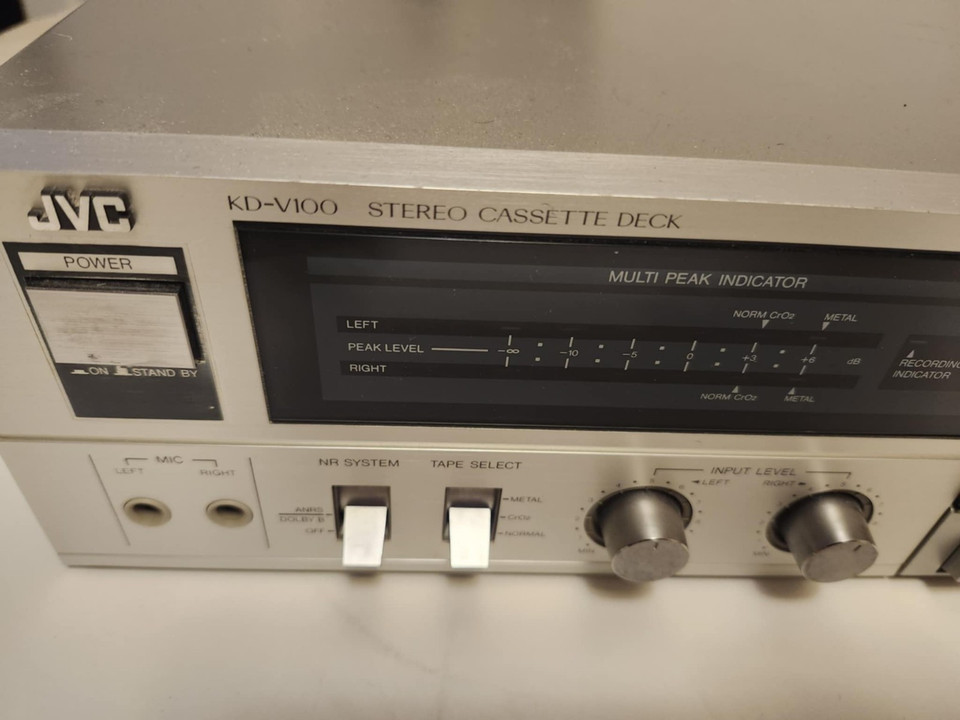 JVC
KD-V100 STEREO CASSETTE DECK
POWER
ON STAND BY
MULTI PEAK INDICATOR
NORM CrO2 METAL
LEFT
PEAK LEVEL -∞ -10 -5 0 +3 +6 dB
RIGHT
NORM CrO2 METAL
RECORDING
INDICATOR
MIC
LEFT RIGHT
NR SYSTEM
ANRS
DOLBY B
OFF
TAPE SELECT
METAL
CrO2
NORMAL
INPUT LEVEL
LEFT RIGHT
MIN MIN